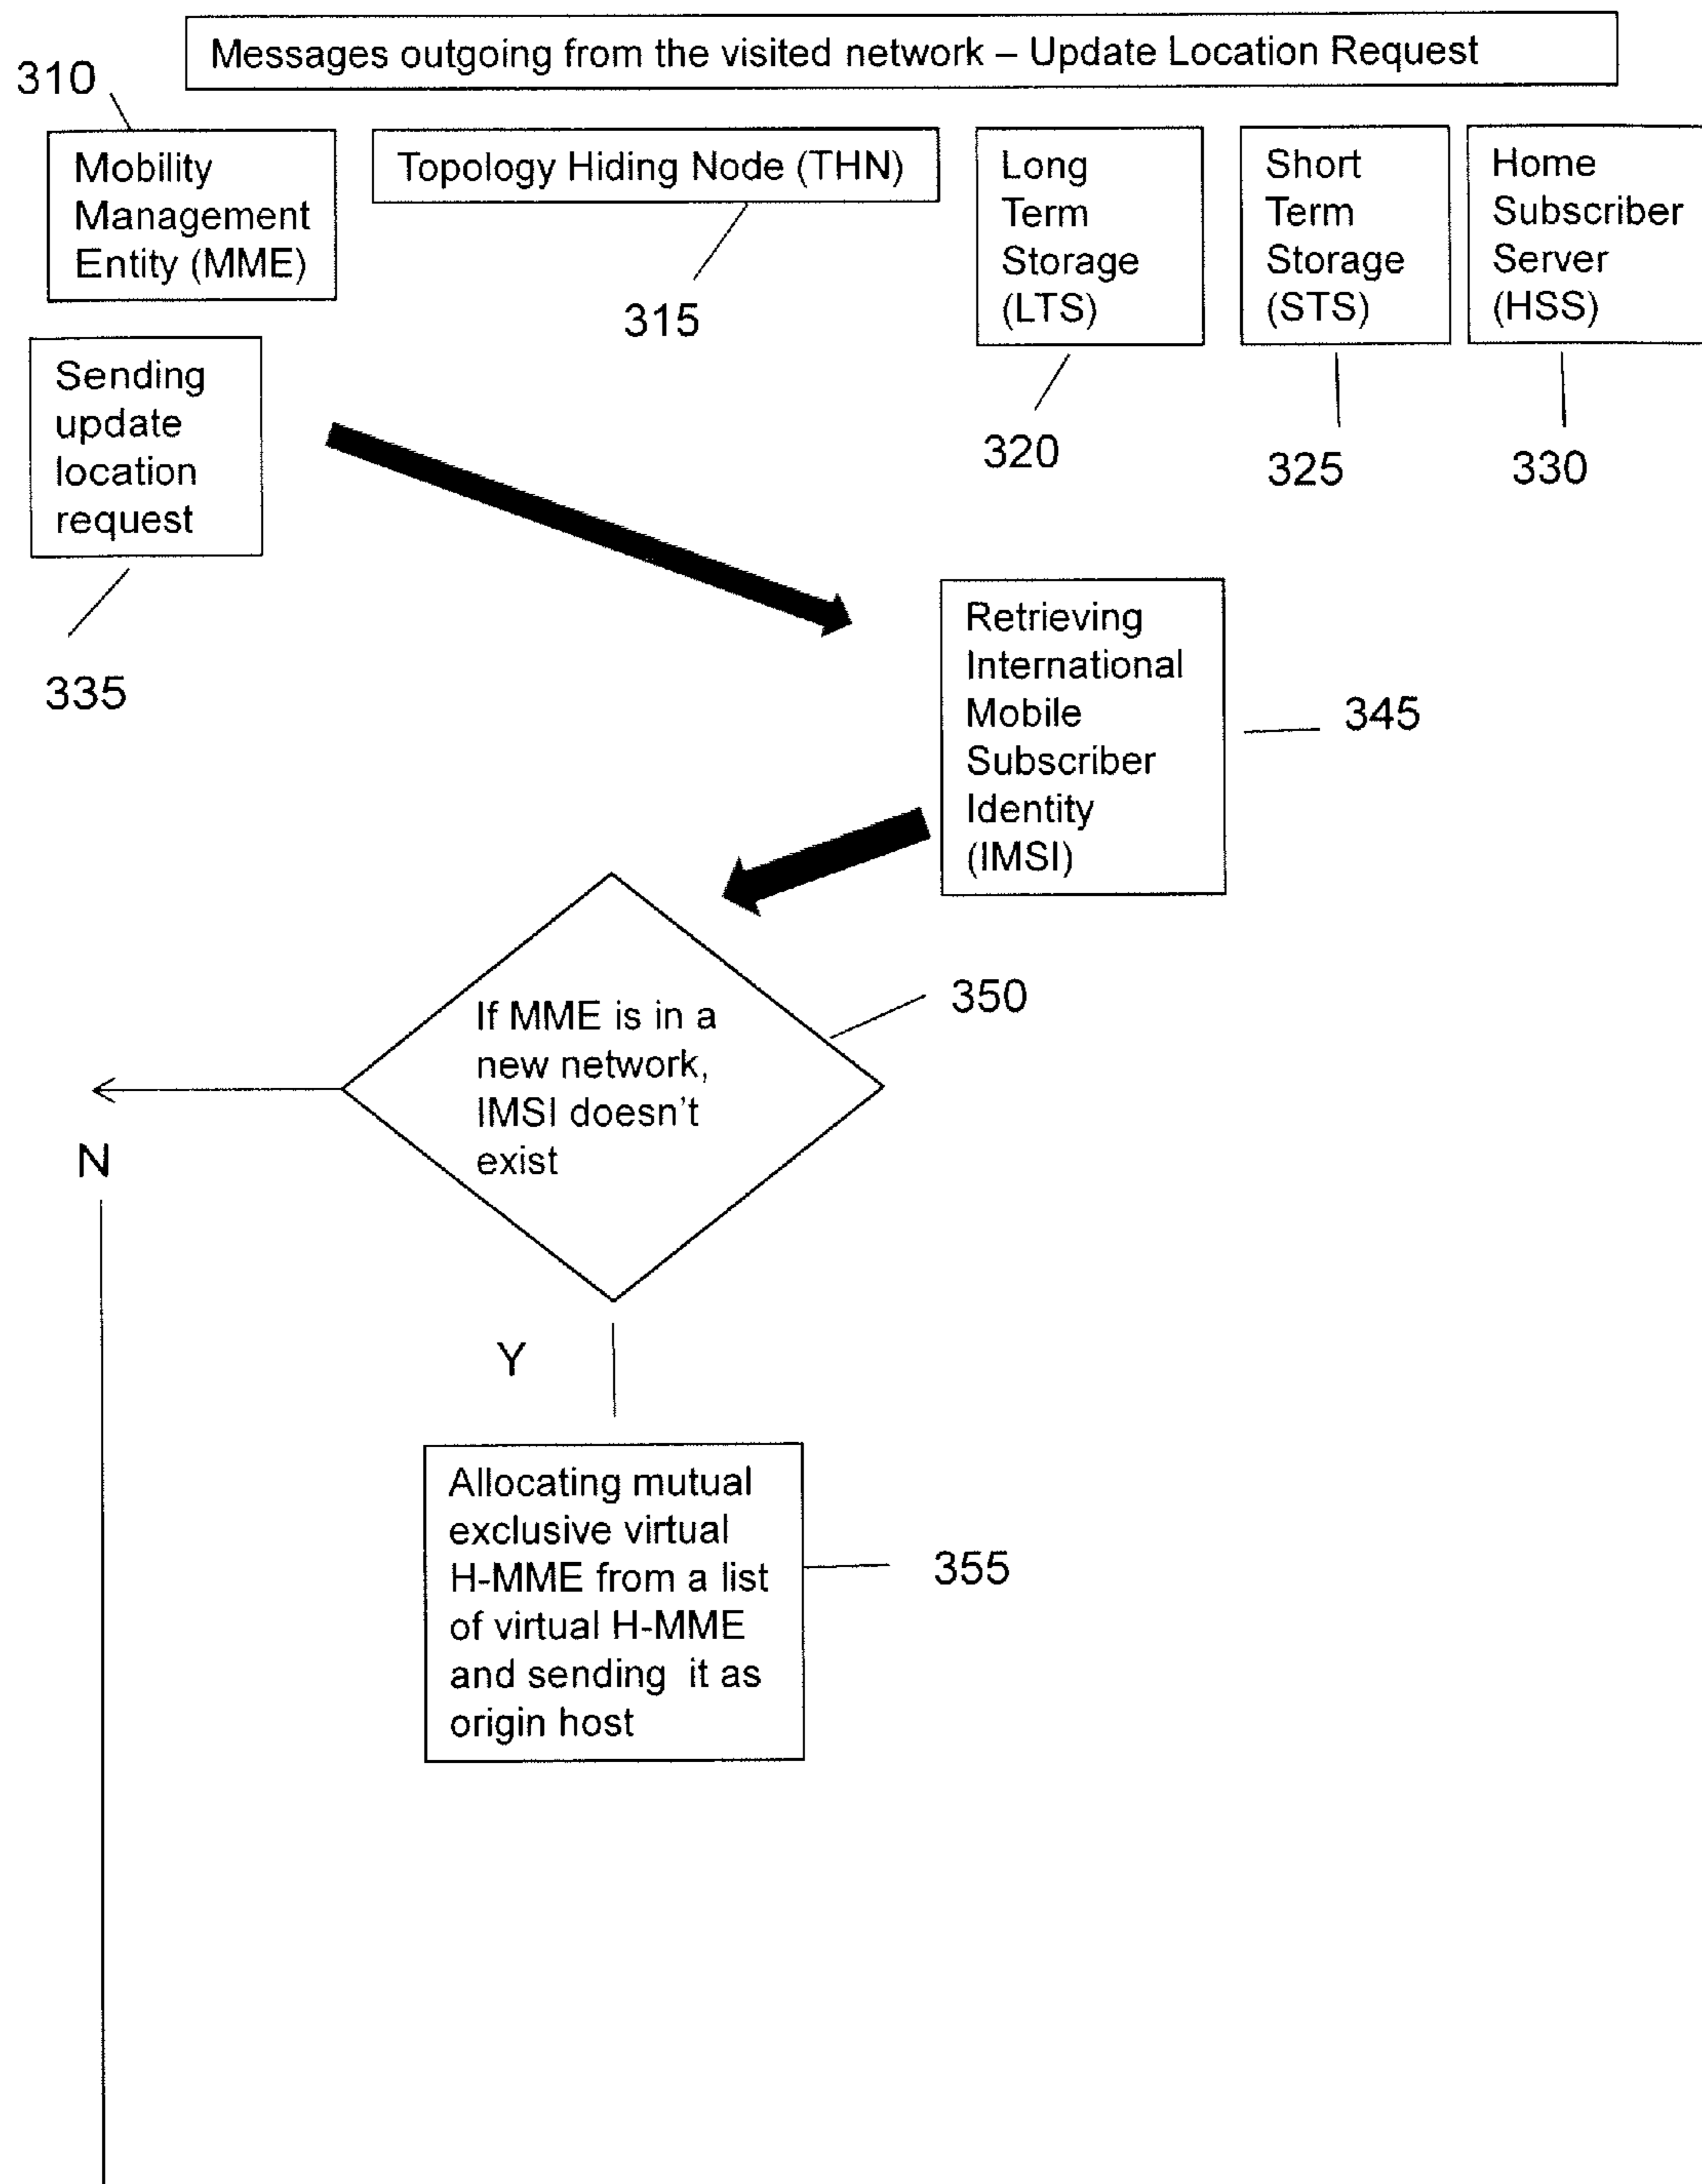 Messages outgoing from the visited network – Update Location Request
310
Mobility
Management
Entity (MME)
Topology Hiding Node (THN)
315
Long
Term
Storage
(LTS)
320
Short
Term
Storage
(STS)
325
Home
Subscriber
Server
(HSS)
330
Sending
update
location
request
335
Retrieving
International
Mobile
Subscriber
Identity
(IMSI)
345
If MME is in a
new network,
IMSI doesn't
exist
350
N
Y
Allocating mutual
exclusive virtual
H-MME from a list
of virtual H-MME
and sending it as
origin host
355